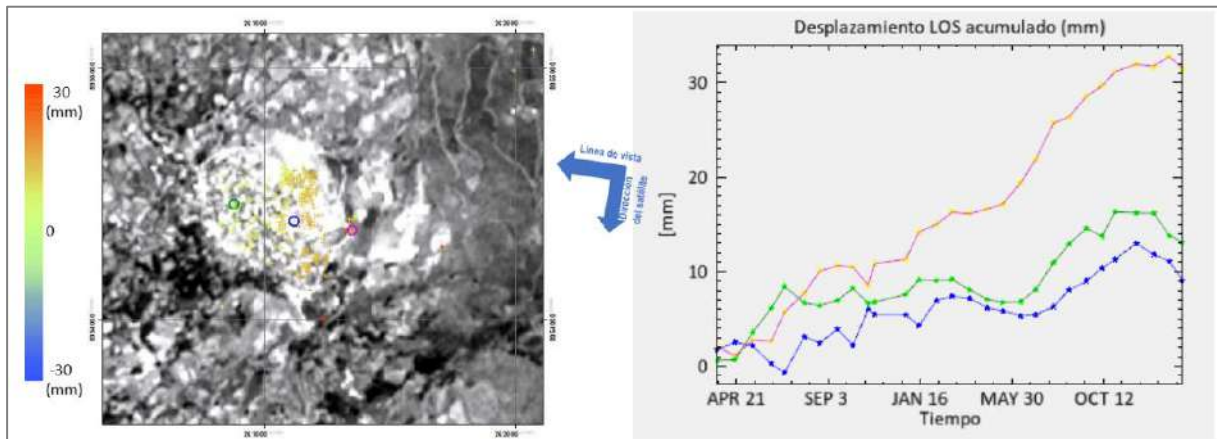 Desplazamiento LOS acumulado (mm)
30
(mm)
0
-30
(mm)
Línea de vista
Dirección
del satélite
[mm]
30
20
10
0
APR 21 SEP 3 JAN 16 MAY 30 OCT 12
Tiempo